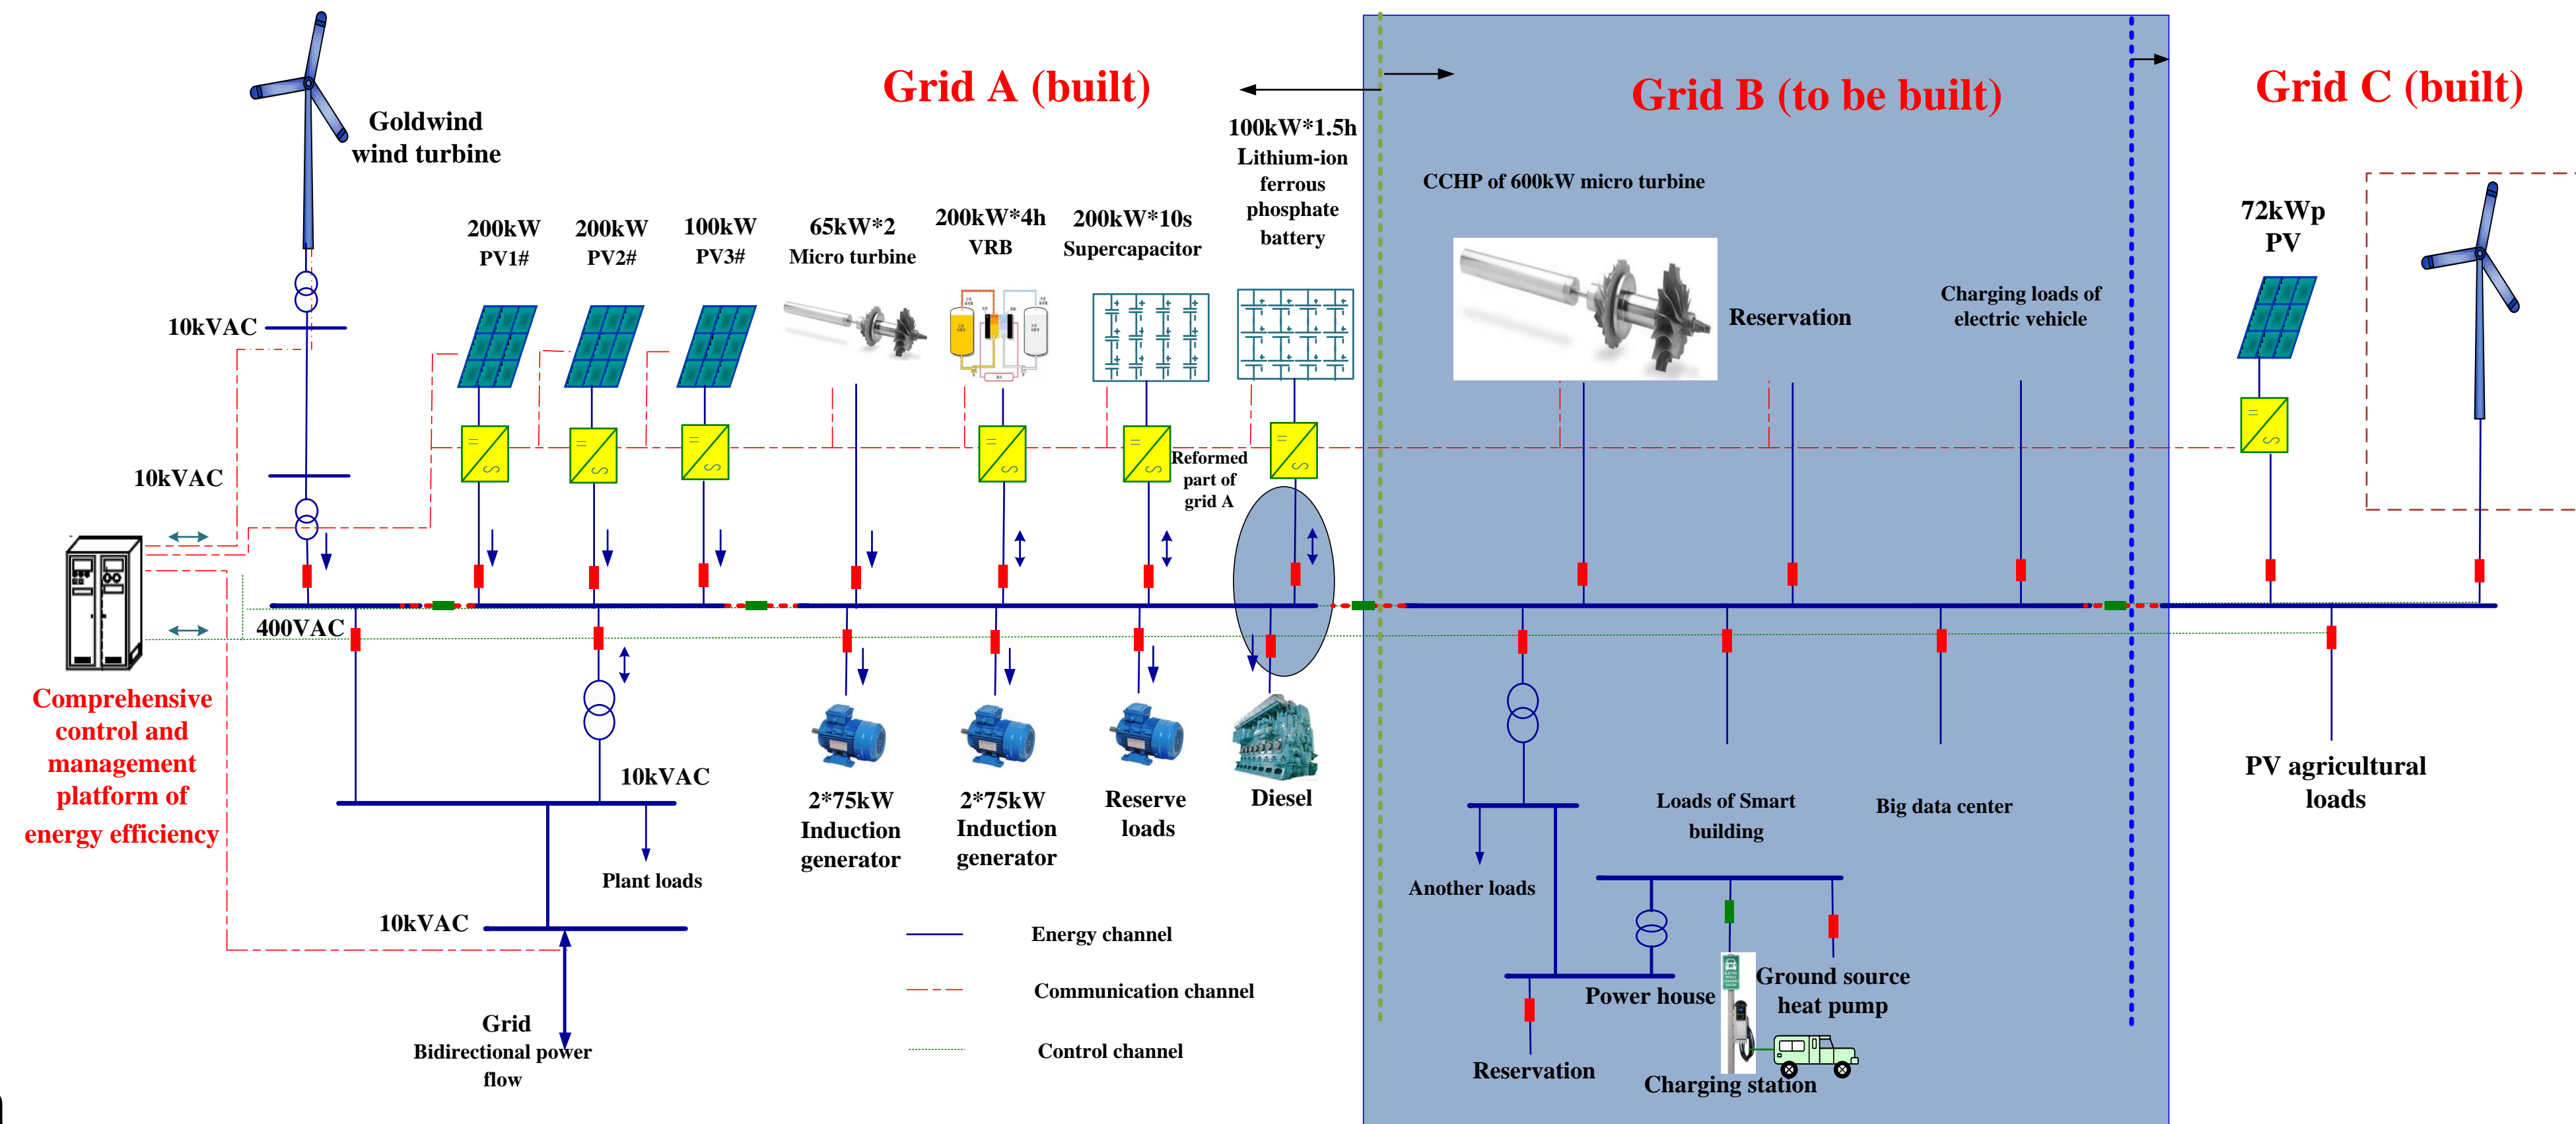 Grid A (built)
Grid B (to be built)
Grid C (built)
Goldwind
wind turbine
100kW*1.5h
Lithium-ion
ferrous
phosphate
battery
CCHP of 600kW micro turbine
200kW
PV1#
200kW
PV2#
100kW
PV3#
65kW*2
Micro turbine
200kW*4h
VRB
200kW*10s
Supercapacitor
72kWp
PV
Charging loads of
electric vehicle
Reservation
10kVAC
10kVAC
Reformed
part of
grid A
400VAC
Comprehensive
control and
management
platform of
energy efficiency
10kVAC
2*75kW
Induction
generator
2*75kW
Induction
generator
Reserve
loads
Diesel
Loads of Smart
building
Big data center
PV agricultural
loads
Plant loads
Another loads
10kVAC
Energy channel
Communication channel
Control channel
Power house
Ground source
heat pump
Grid
Bidirectional power
flow
Reservation
Charging station